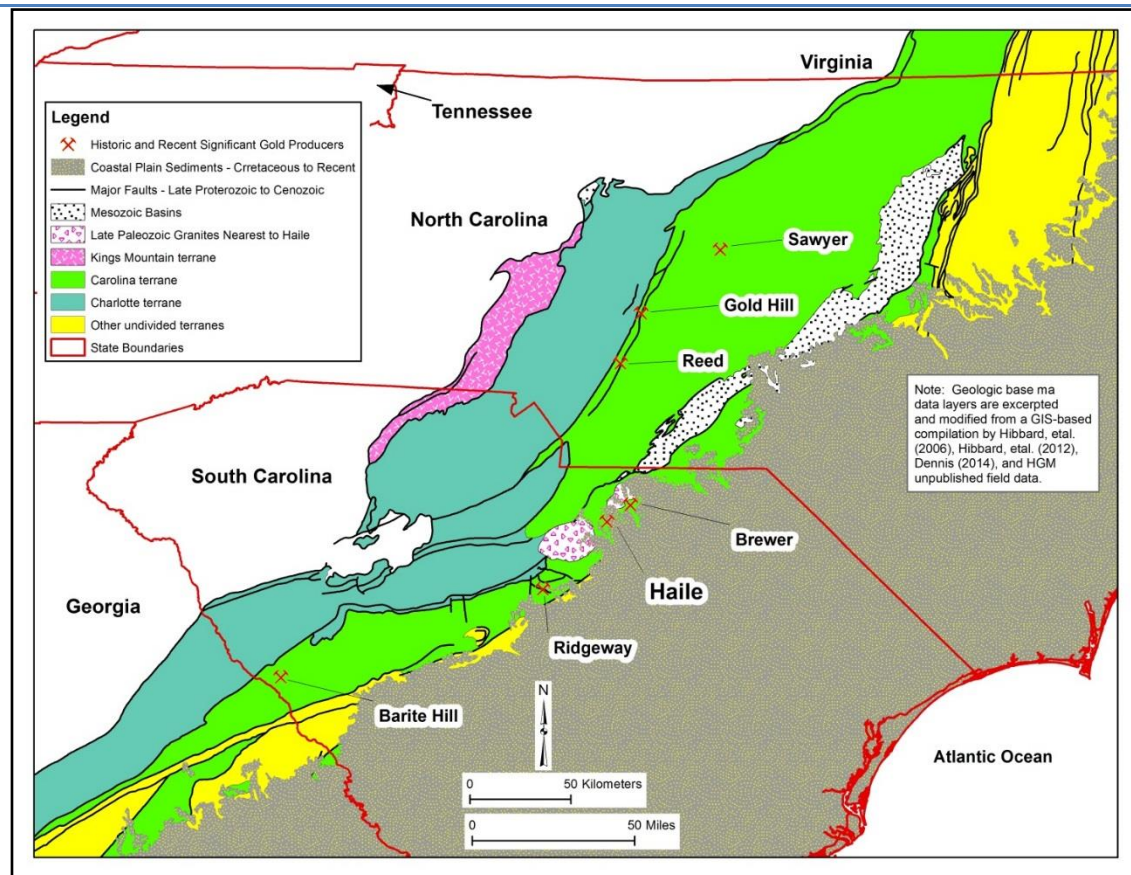 Virginia
Tennessee
Legend
Historic and Recent Significant Gold Producers
Coastal Plain Sediments - Crretaceous to Recent
Major Faults - Late Proterozoic to Cenozoic
Mesozoic Basins
Late Paleozoic Granites Nearest to Haile
Kings Mountain terrane
Carolina terrane
Charlotte terrane
Other undivided terranes
State Boundaries
North Carolina
Sawyer
Gold Hill
Reed
Note: Geologic base ma
data layers are excerpted
and modified from a GIS-based
compilation by Hibbard, etal.
(2006), Hibbard, etal. (2012),
Dennis (2014), and HGM
unpublished field data.
South Carolina
Brewer
Haile
Georgia
Ridgeway
Barite Hill
N
0 50 Kilometers
0 50 Miles
Atlantic Ocean